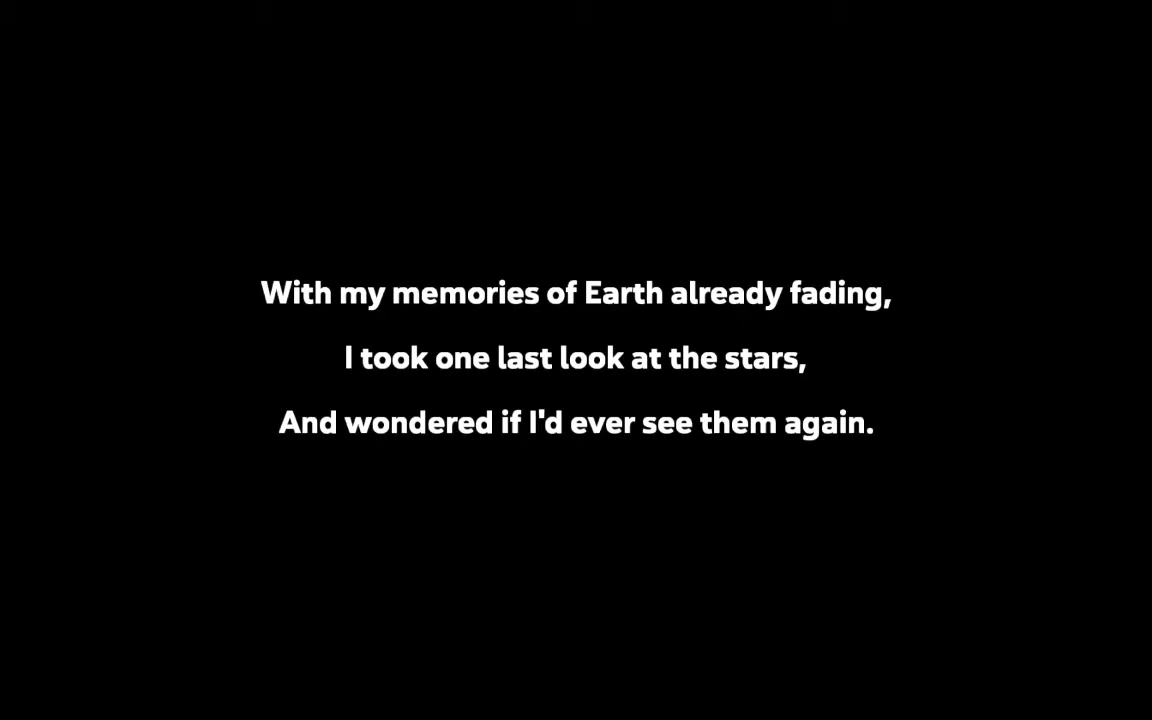 With my memories of Earth already fading,
I took one last look at the stars,
And wondered if I'd ever see them again.